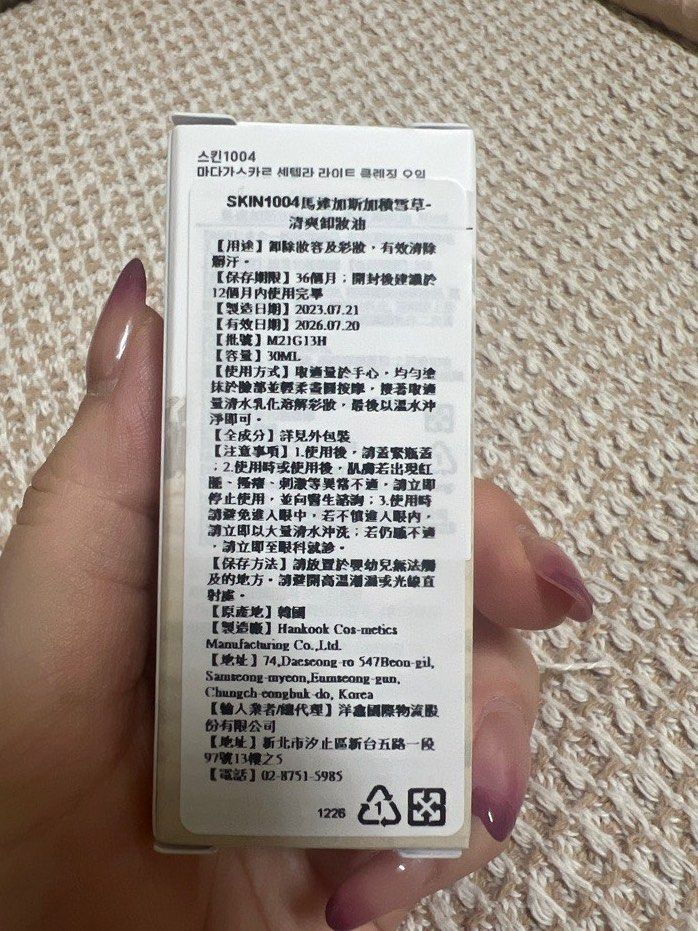 스킨1004
마다가스카르 센텔라 라이트 클렌징 오일
SKIN1004馬達加斯加積雪草-
清爽卸妝油
【用途】卸除妝容及彩妝，有效清除
髒汙。
【保存期限】36個月；開封後建議於
12個月內使用完畢
【製造日期】2023.07.21
【有效日期】2026.07.20
【批號】M21G13H
【容量】30ML
【使用方式】取適量於手心，均勻塗
抹於臉部並輕柔畫圓按摩，接著取適
量清水乳化溶解彩妝，最後以溫水沖
淨即可。
【全成分】詳見外包裝
【注意事項】1.使用後，請蓋緊瓶蓋
；2.使用時或使用後，肌膚若出現紅
腫、搔癢、刺激等異常不適，請立即
停止使用，並向醫生諮詢；3.使用時
請避免進入眼中，若不慎進入眼內，
請立即以大量清水沖洗；若仍感不適
，請立即至眼科就診。
【保存方法】請放置於嬰幼兒無法觸
及的地方。請避開高溫潮濕或光線直
射處。
【原產地】韓國
【製造廠】Hankook Cos-metics
Manufacturing Co.,Ltd.
【地址】74,Daeseong-ro 547Beon-gil,
Samseong-myeon,Eumseong-gun,
Chungch-eongbuk-do, Korea
【輸入業者/總代理】洋鑫國際物流股
份有限公司
【地址】新北市汐止區新台五路一段
97號13樓之5
【電話】02-8751-5985
1226
1